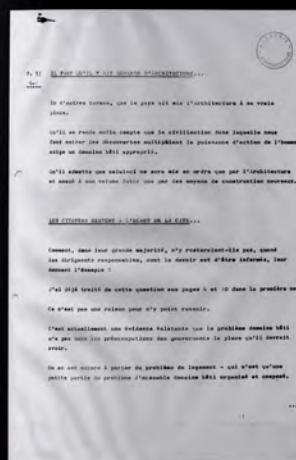 P. 51 IL FAUT QU'IL Y AIT DEMANDE D'ARCHITECTURE...
En d'autres termes, que le pays ait mis l'architecture à sa vraie
place.
Qu'il se rende enfin compte que la civilisation dans laquelle nous
font entrer les découvertes multipliant la puissance d'action de l'homme
exige un domaine bâti approprié.
Qu'il admette que celui-ci ne sera mis en ordre que par l'Architecture
et amené à son volume futur que par des moyens de construction nouveaux.
LES CITOYENS RESTENT A L'ÉCART DE LA CITÉ...
Comment, dans leur grande majorité, n'y resteraient-ils pas, quand
les dirigeants responsables, dont le devoir est d'être informés, leur
donnent l'exemple ?
J'ai déjà traité de cette question aux pages 4 et 10 dans la première
Ce n'est pas une raison pour n'y point revenir.
C'est actuellement une évidence éclatante que le problème domaine bâti
n'a pas dans les préoccupations des gouvernants la place qu'il devrait
avoir.
On en est encore à parler du problème du logement - qui n'est qu'une
petite partie du problème d'ensemble domaine bâti organisé et composé.
...